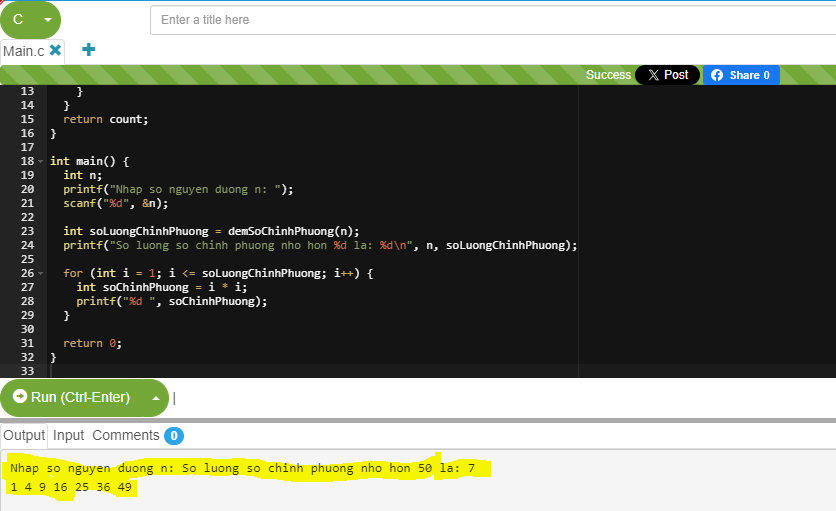 C
Enter a title here
Main.c
Success X Post Share 0
13 }
14 }
15 return count;
16 }
17
18 int main() {
19 int n;
20 printf("Nhap so nguyen duong n: ");
21 scanf("%d", &n);
22
23 int soLuongChinhPhuong = demSoChinhPhuong(n);
24 printf("So luong so chinh phuong nho hon %d la: %d\n", n, soLuongChinhPhuong);
25
26 for (int i = 1; i <= soLuongChinhPhuong; i++) {
27 int soChinhPhuong = i * i;
28 printf("%d ", soChinhPhuong);
29 }
30
31 return 0;
32 }
33
Run (Ctrl-Enter) |
Output Input Comments 0
Nhap so nguyen duong n: So luong so chinh phuong nho hon 50 la: 7
1 4 9 16 25 36 49